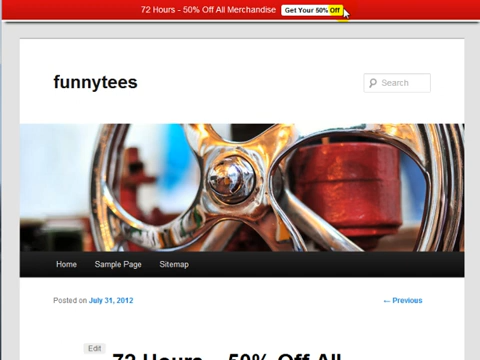 72 Hours - 50% Off All Merchandise Get Your 50% Off
funnytees
Search
Home Sample Page Sitemap
Posted on July 31, 2012 ← Previous
Edit
72 Hours – 50% Off All